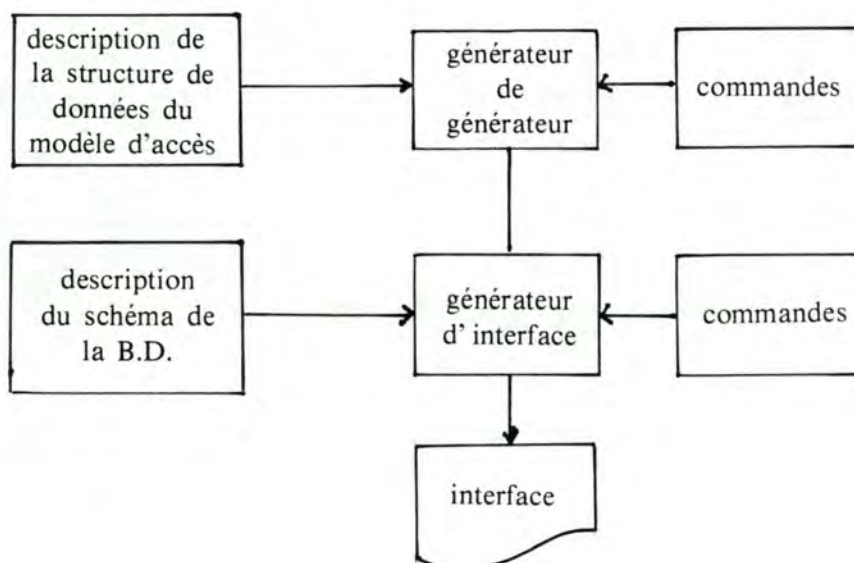 description de
la structure de
données du
modèle d'accès
générateur
de
générateur
commandes
description
du schéma de
la B.D.
générateur
d'interface
commandes
interface